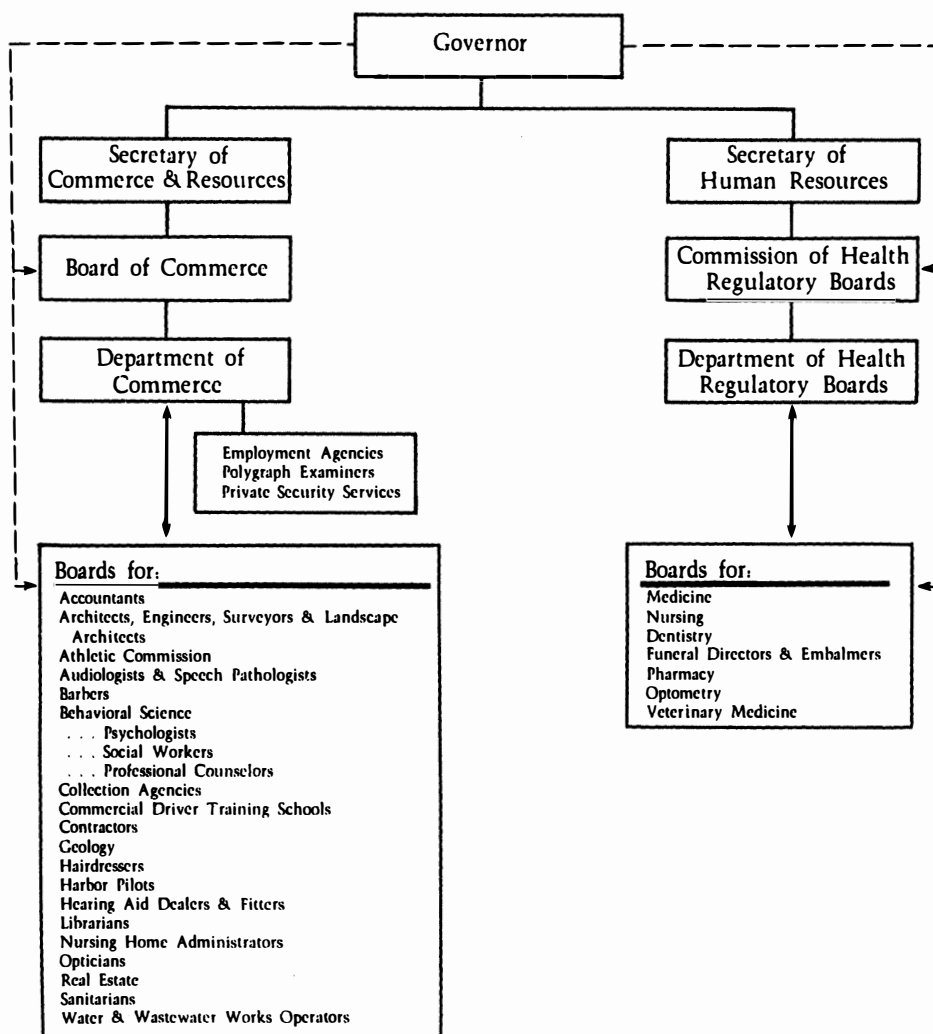 Governor
Secretary of
Commerce & Resources
Board of Commerce
Department of
Commerce
Employment Agencies
Polygraph Examiners
Private Security Services
Boards for:
Accountants
Architects, Engineers, Surveyors & Landscape
Architects
Athletic Commission
Audiologists & Speech Pathologists
Barbers
Behavioral Science
. . . Psychologists
. . . Social Workers
. . . Professional Counselors
Collection Agencies
Commercial Driver Training Schools
Contractors
Geology
Hairdressers
Harbor Pilots
Hearing Aid Dealers & Fitters
Librarians
Nursing Home Administrators
Opticians
Real Estate
Sanitarians
Water & Wastewater Works Operators
Secretary of
Human Resources
Commission of Health
Regulatory Boards
Department of Health
Regulatory Boards
Boards for:
Medicine
Nursing
Dentistry
Funeral Directors & Embalmers
Pharmacy
Optometry
Veterinary Medicine